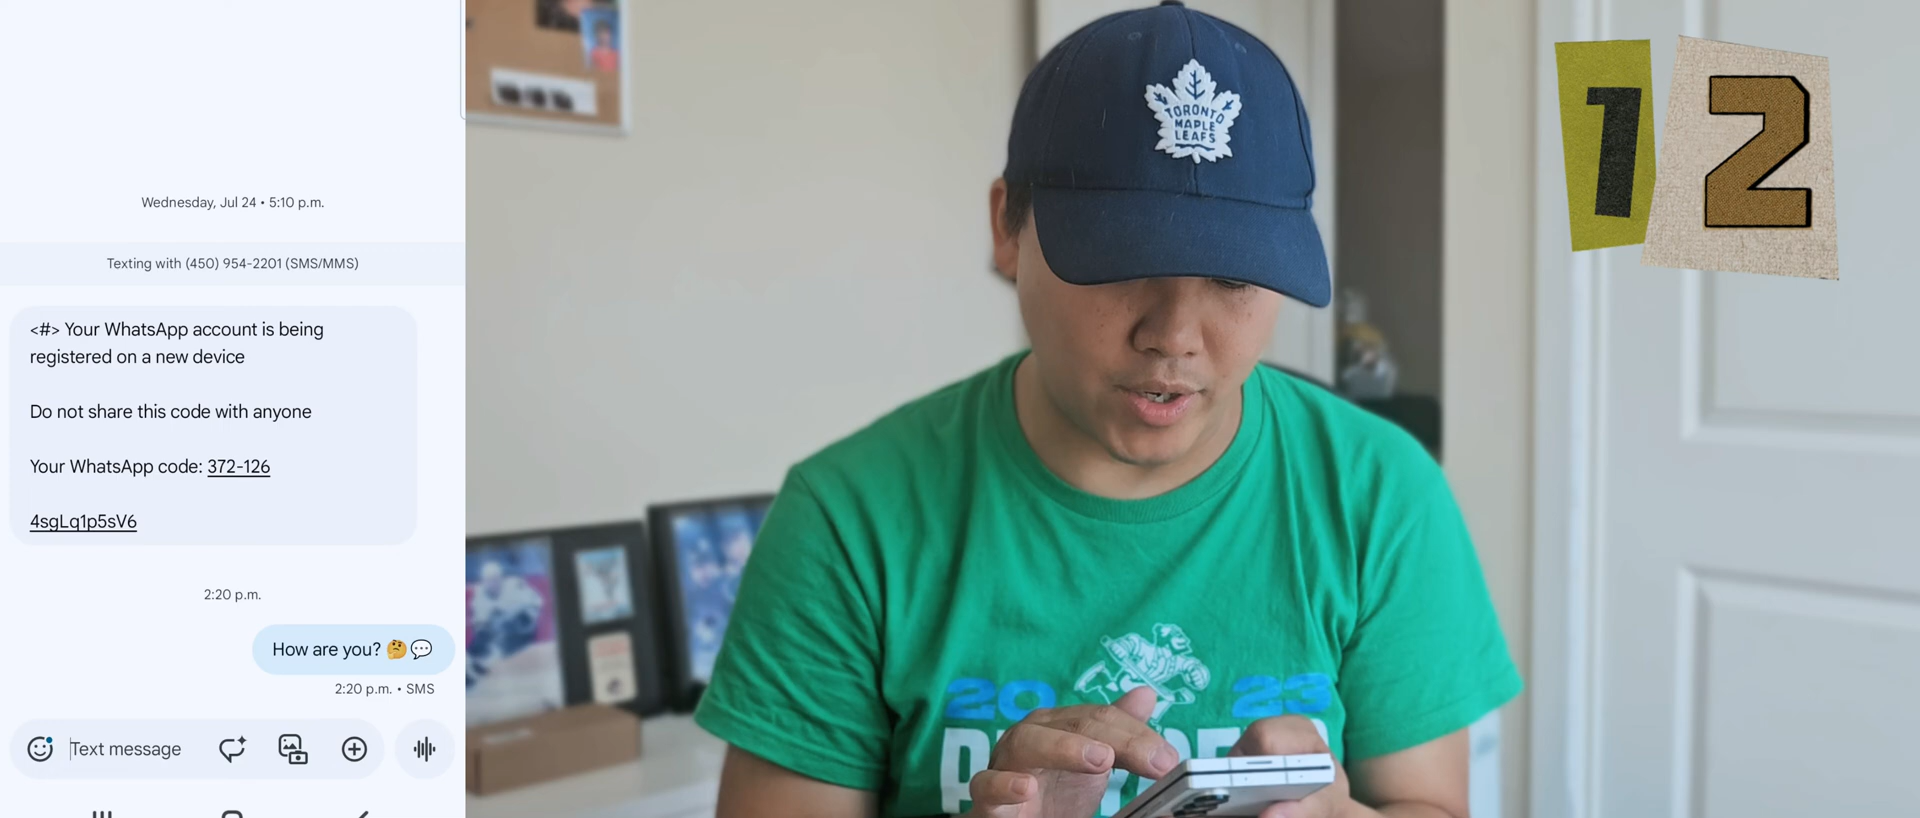 Wednesday, Jul 24 • 5:10 p.m.
Texting with (450) 954-2201 (SMS/MMS)
<#> Your WhatsApp account is being
registered on a new device
Do not share this code with anyone
Your WhatsApp code: 372-126
4sgLq1p5sV6
2:20 p.m.
How are you? 🤔💬
2:20 p.m. • SMS
Text message
TORONTO
MAPLE
LEAFS
12
20 23